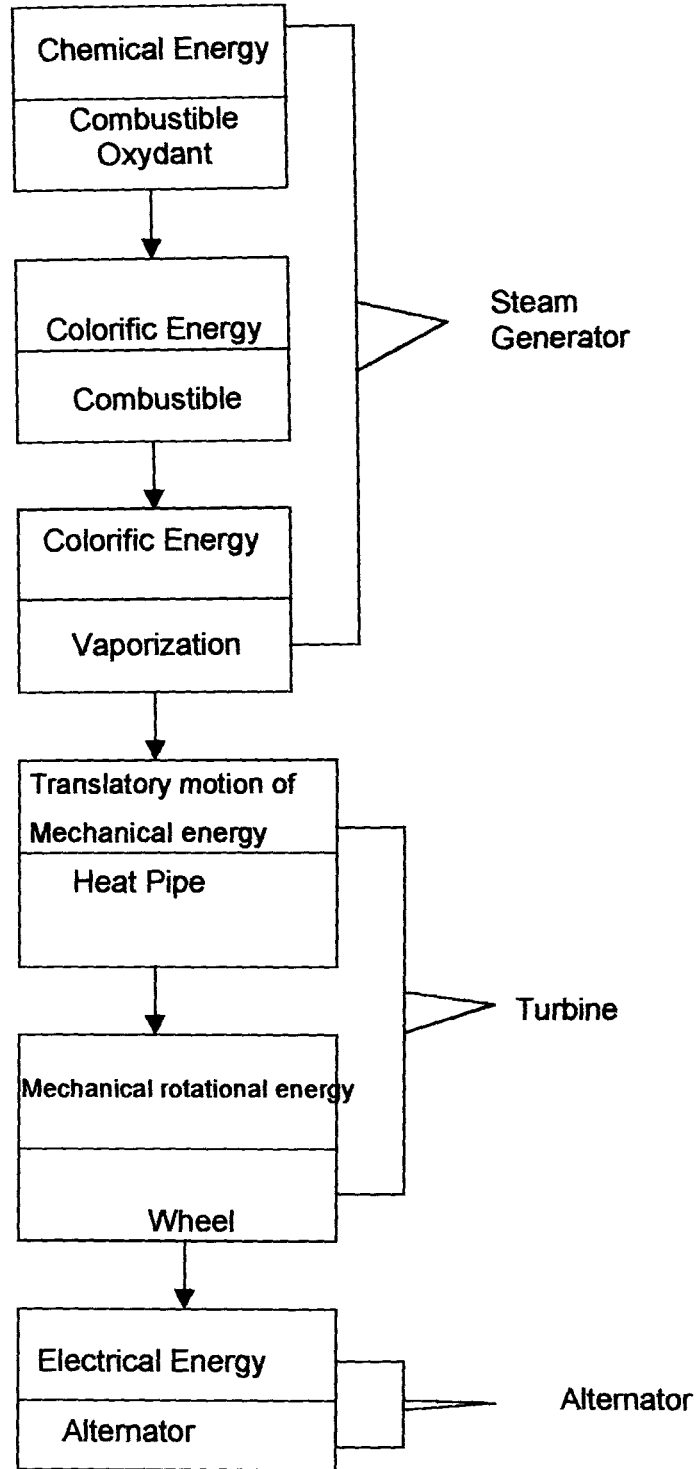 Chemical Energy
Combustible
Oxydant
Colorific Energy
Combustible
Steam
Generator
Colorific Energy
Vaporization
Translatory motion of
Mechanical energy
Heat Pipe
Turbine
Mechanical rotational energy
Wheel
Electrical Energy
Alternator
Alternator